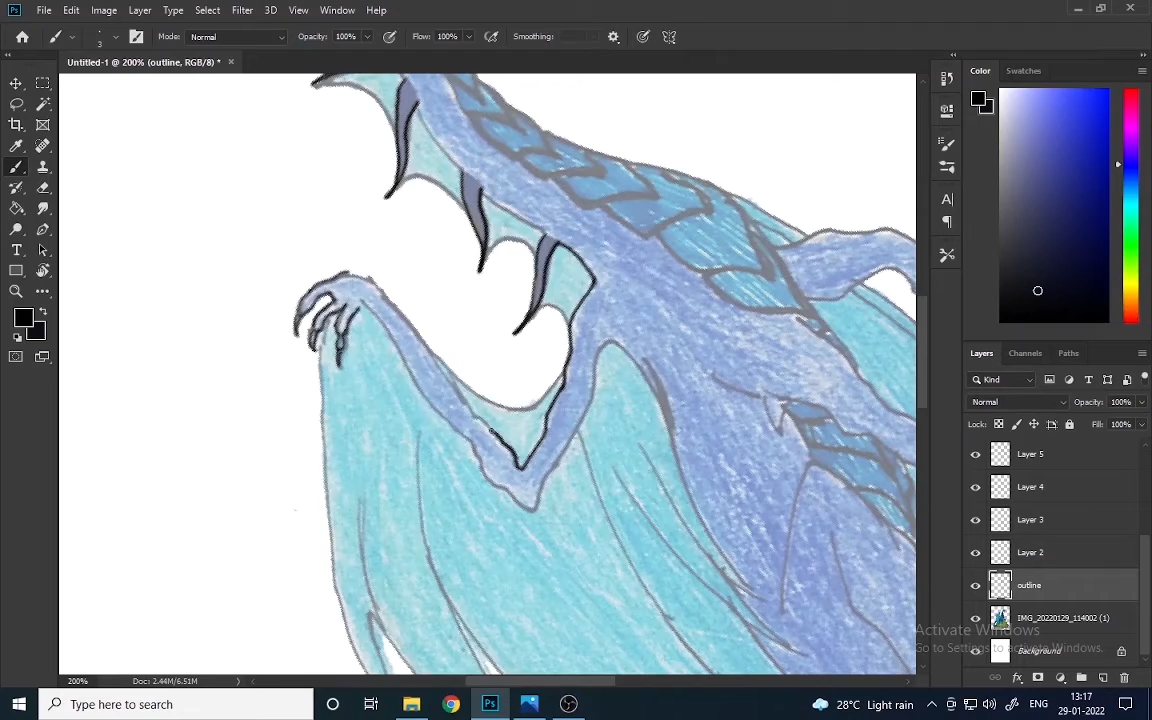 Ps File Edit Image Layer Type Select Filter 3D View Window Help
3 Mode: Normal Opacity: 100% Flow: 100% Smoothing:
Untitled-1 @ 200% (outline, RGB/8) *
Color Swatches
Layers Channels Paths
Kind
Normal Opacity: 100%
Lock: Fill: 100%
Layer 5
Layer 4
Layer 3
Layer 2
outline
IMG_20220129_114002 (1)
Background
Activate Windows
Go to Settings to activate Windows.
200% Doc: 2.44M/6.51M
Type here to search
Ps
28°C Light rain
ENG
13:17
29-01-2022